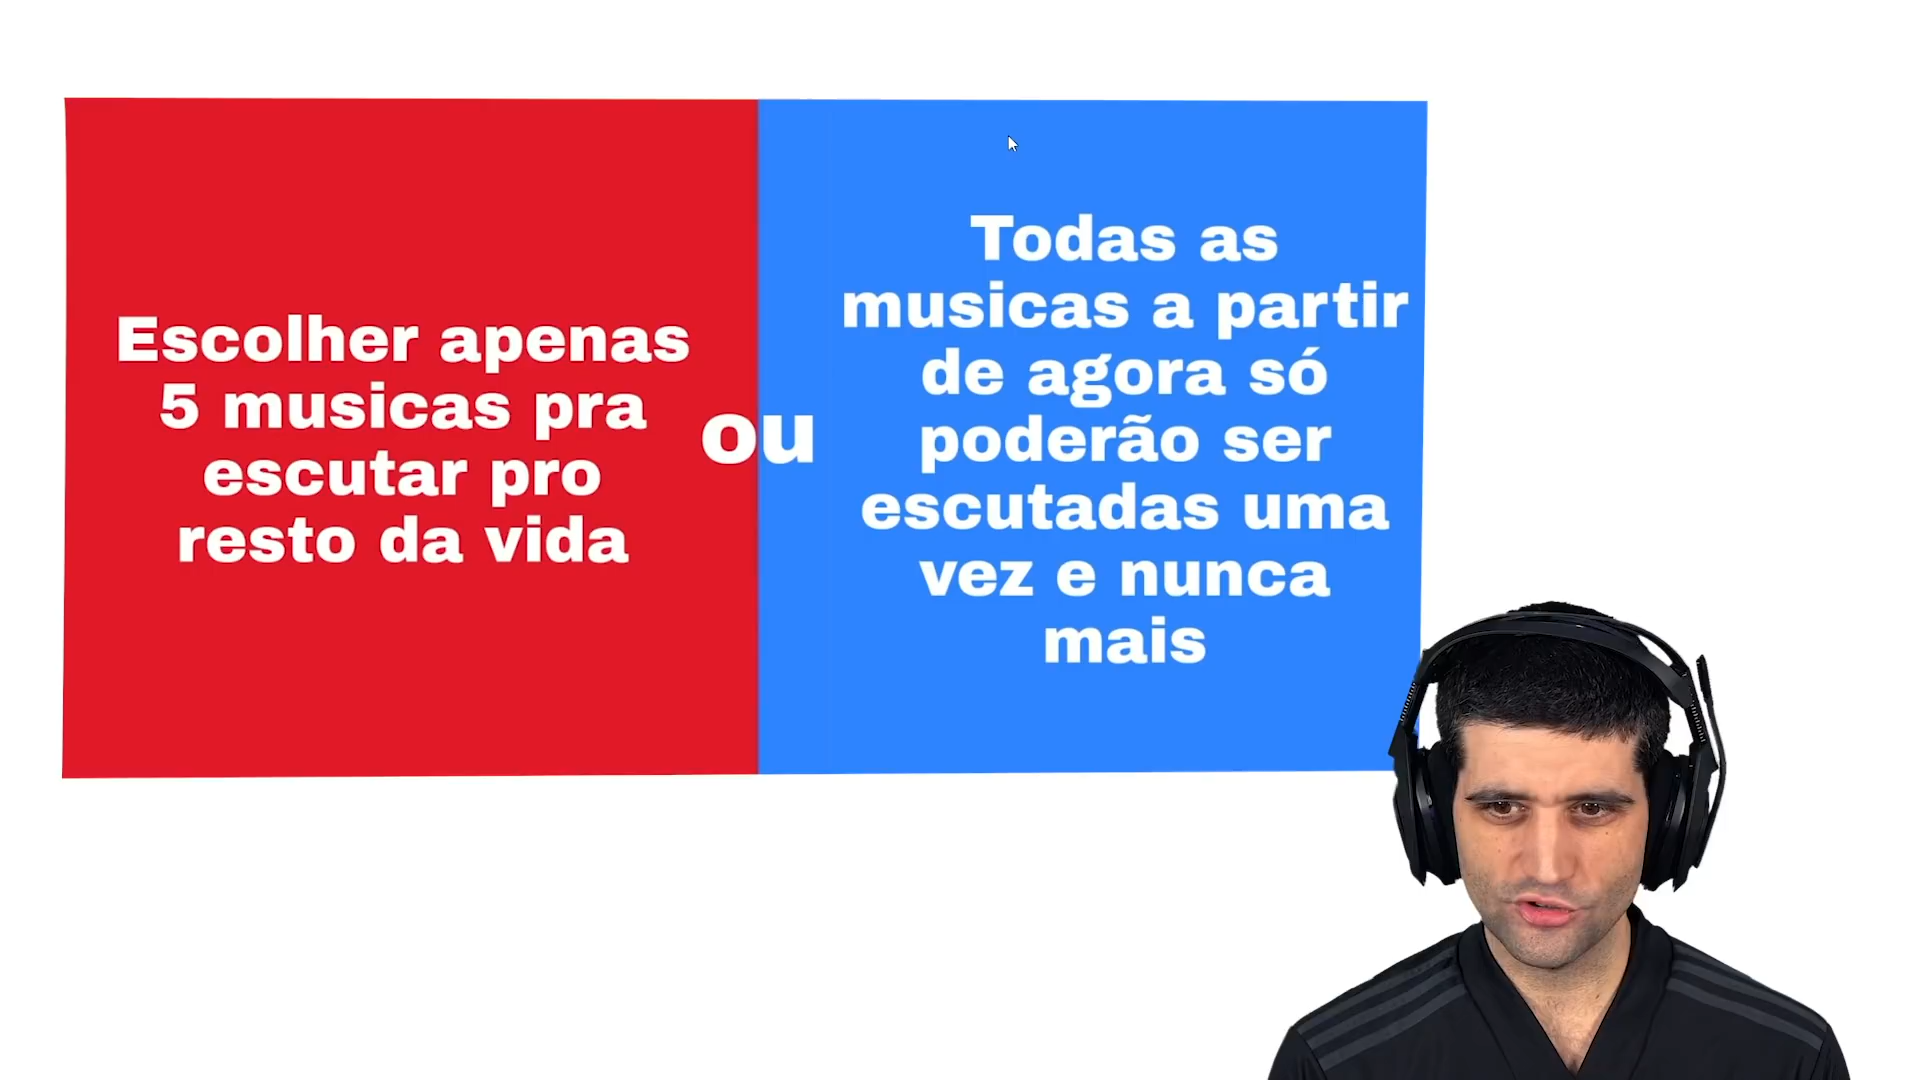 Escolher apenas
5 musicas pra
escutar pro
resto da vida
ou
Todas as
musicas a partir
de agora só
poderão ser
escutadas uma
vez e nunca
mais